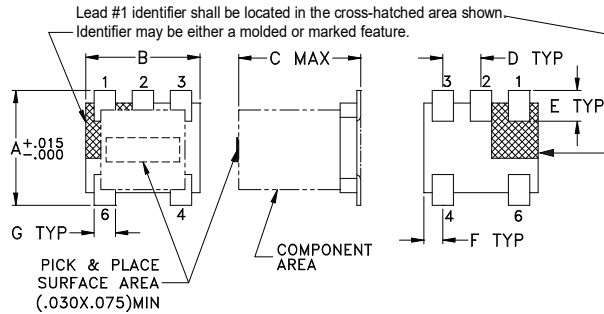 Lead #1 identifier shall be located in the cross-hatched area shown.
Identifier may be either a molded or marked feature.
B
C MAX
D TYP
1 2 3
3 2 1
E TYP
A+.015
-.000
6 4
4 6
G TYP
F TYP
COMPONENT
AREA
PICK & PLACE
SURFACE AREA
(.030X.075)MIN